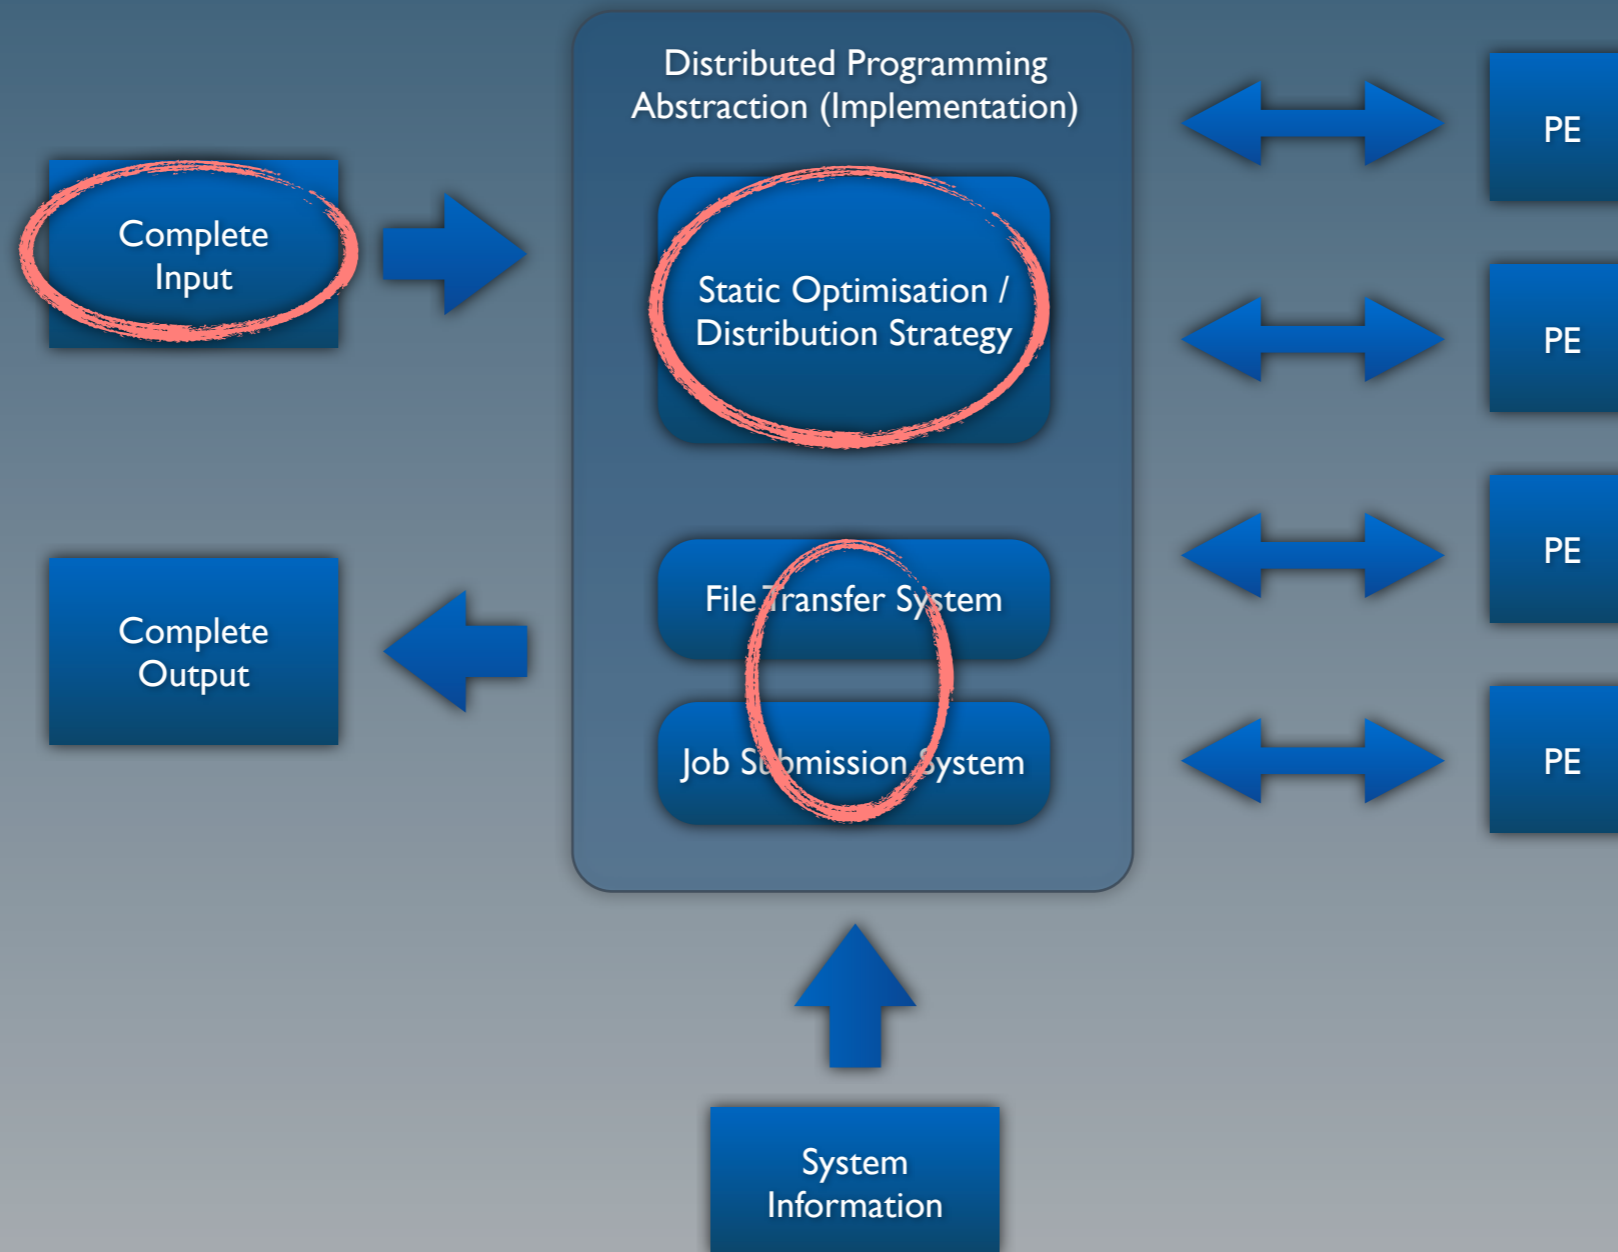 Distributed Programming
Abstraction (Implementation)
Complete
Input
Static Optimisation /
Distribution Strategy
File Transfer System
Job Submission System
Complete
Output
PE
PE
PE
PE
System
Information